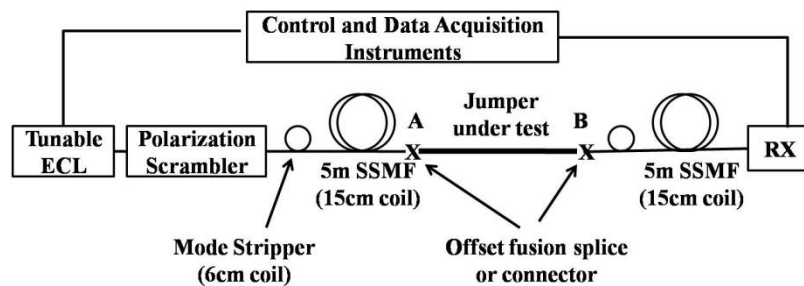 Control and Data Acquisition
Instruments
Tunable
ECL
Polarization
Scrambler
A
Jumper
under test
B
RX
X
X
5m SSMF
(15cm coil)
5m SSMF
(15cm coil)
Mode Stripper
(6cm coil)
Offset fusion splice
or connector